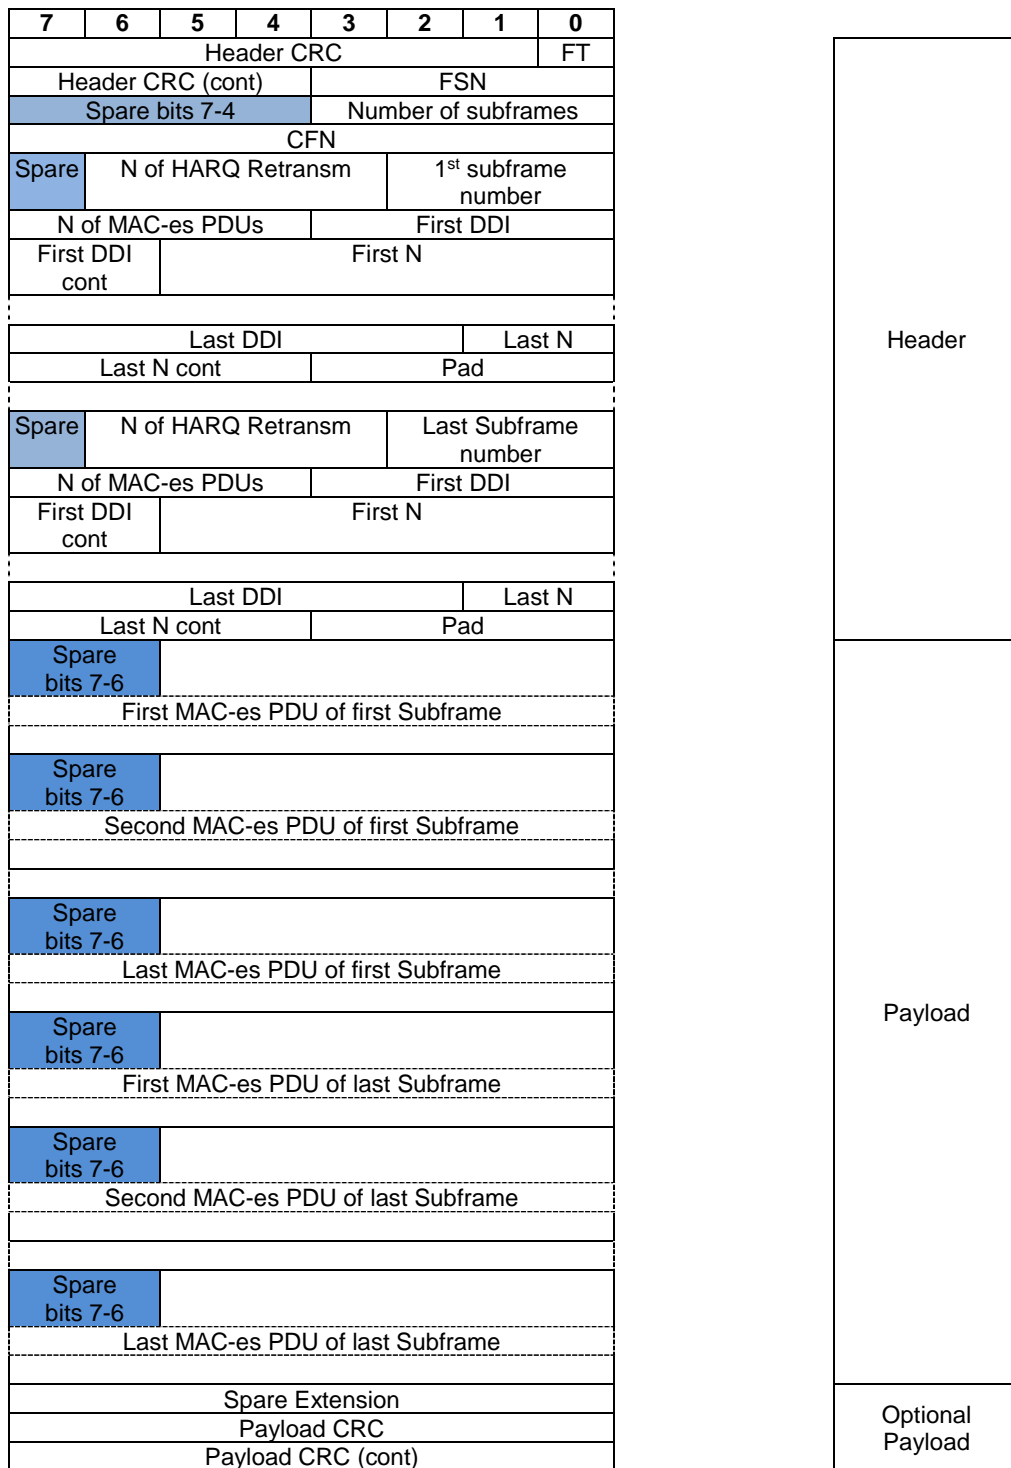 7 6 5 4 3 2 1 0
Header CRC FT
Header CRC (cont) FSN
Spare bits 7-4 Number of subframes
CFN
Spare N of HARQ Retransm 1st subframe
number
N of MAC-es PDUs First DDI
First DDI First N
cont
Last DDI Last N
Header
Last N cont Pad
Spare N of HARQ Retransm Last Subframe
number
N of MAC-es PDUs First DDI
First DDI First N
cont
Last DDI Last N
Last N cont Pad
Spare
bits 7-6
First MAC-es PDU of first Subframe
Spare
bits 7-6
Second MAC-es PDU of first Subframe
Spare
bits 7-6
Last MAC-es PDU of first Subframe
Payload
Spare
bits 7-6
First MAC-es PDU of last Subframe
Spare
bits 7-6
Second MAC-es PDU of last Subframe
Spare
bits 7-6
Last MAC-es PDU of last Subframe
Spare Extension
Payload CRC
Payload CRC (cont)
Optional
Payload